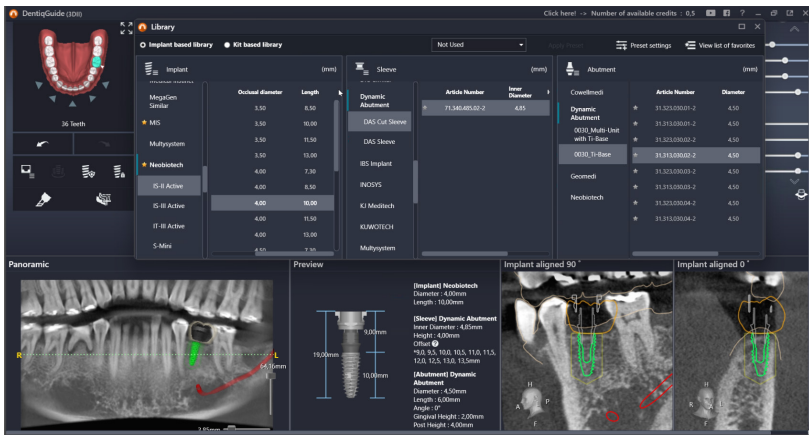 DentiqGuide (3DII)
Click here! -> Number of available credits : 0,5
Library
Implant based library
Kit based library
Not Used
Preset settings
View list of favorites
Implant (mm)
Sleeve (mm)
Abutment (mm)
Occlusal diameter Length
MegaGen Similar
MIS
Multysystem
Neobiotech
IS-II Active
IS-III Active
IT-III Active
S-Mini
3,50 8,50
3,50 10,00
3,50 11,50
3,50 13,00
4,00 7,30
4,00 8,50
4,00 10,00
4,00 11,50
4,00 13,00
4,50 7,30
Article Number Inner Diameter
Dynamic Abutment
DAS Cut Sleeve
DAS Sleeve
IBS Implant
INOSYS
KJ Meditech
KUWOTECH
Multysystem
71.340.485.02-2 4,85
Article Number Diameter
Cowellmedi
Dynamic Abutment
0030_Multi-Unit with Ti-Base
0030_Ti-Base
Geomedi
Neobiotech
31.323.030.01-2 4,50
31.313.030.01-2 4,50
31.323.030.02-2 4,50
31.313.030.02-2 4,50
31.323.030.03-2 4,50
31.313.030.03-2 4,50
31.323.030.04-2 4,50
31.313.030.04-2 4,50
36 Teeth
Panoramic
R
L
64,16mm
3,85mm
Preview
9,00mm
19,00mm
10,00mm
[Implant] Neobiotech
Diameter : 4,00mm
Length : 10,00mm
[Sleeve] Dynamic Abutment
Inner Diameter : 4,85mm
Height : 4,00mm
Offset
*9,0, 9,5, 10,0, 10,5, 11,0, 11,5,
12,0, 12,5, 13,0, 13,5mm
[Abutment] Dynamic
Abutment
Diameter : 4,50mm
Length : 6,00mm
Angle : 0°
Gingival Height : 2,00mm
Post Height : 4,00mm
Implant aligned 90 °
H
A P
F
Implant aligned 0 °
H
R L
F